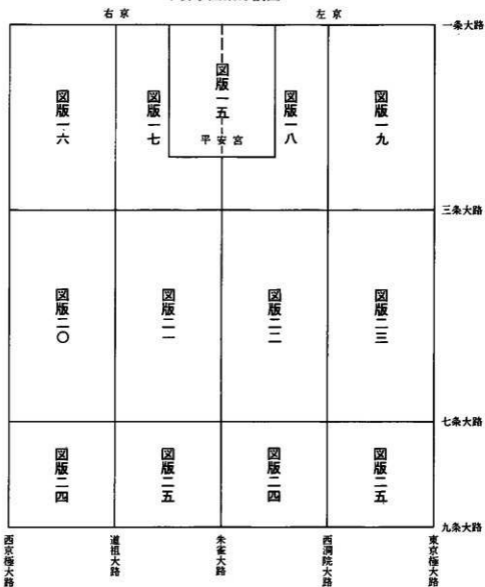 右京
左京
一条大路
図版一六
図版一七
図版一五
平安宮
図版一八
図版一九
三条大路
図版二〇
図版二一
図版二二
図版二三
七条大路
図版二四
図版二五
図版二四
図版二五
九条大路
西京極大路
道祖大路
朱雀大路
西洞院大路
東京極大路